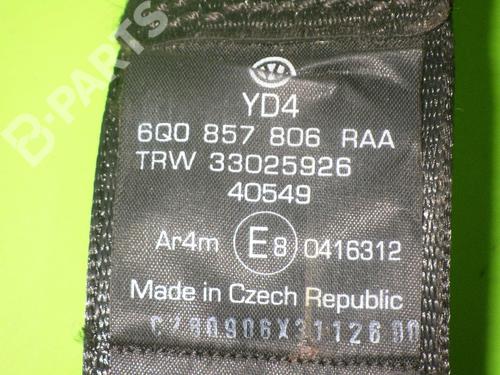 B-PARTS
YD4
6Q0 857 806 RAA
TRW 33025926
40549
Ar4m E8 0416312
Made in Czech Republic